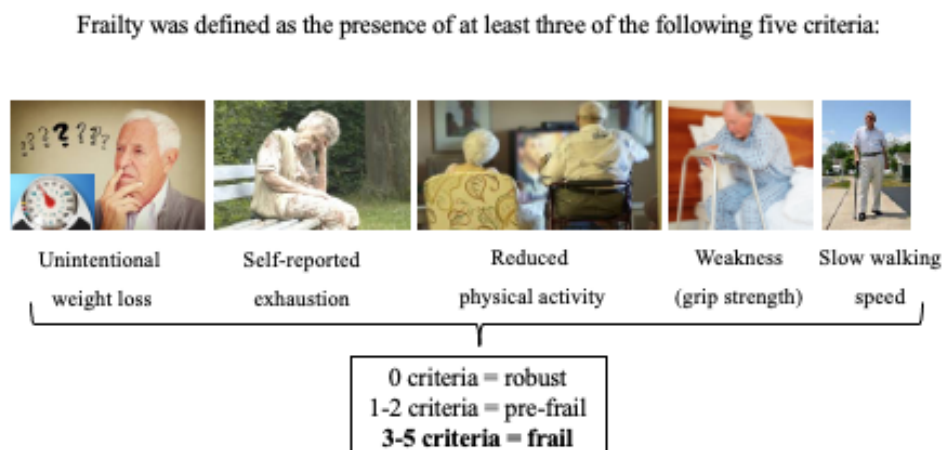 Frailty was defined as the presence of at least three of the following five criteria:
Unintentional
weight loss
Self-reported
exhaustion
Reduced
physical activity
Weakness
(grip strength)
Slow walking
speed
0 criteria = robust
1-2 criteria = pre-frail
3-5 criteria = frail